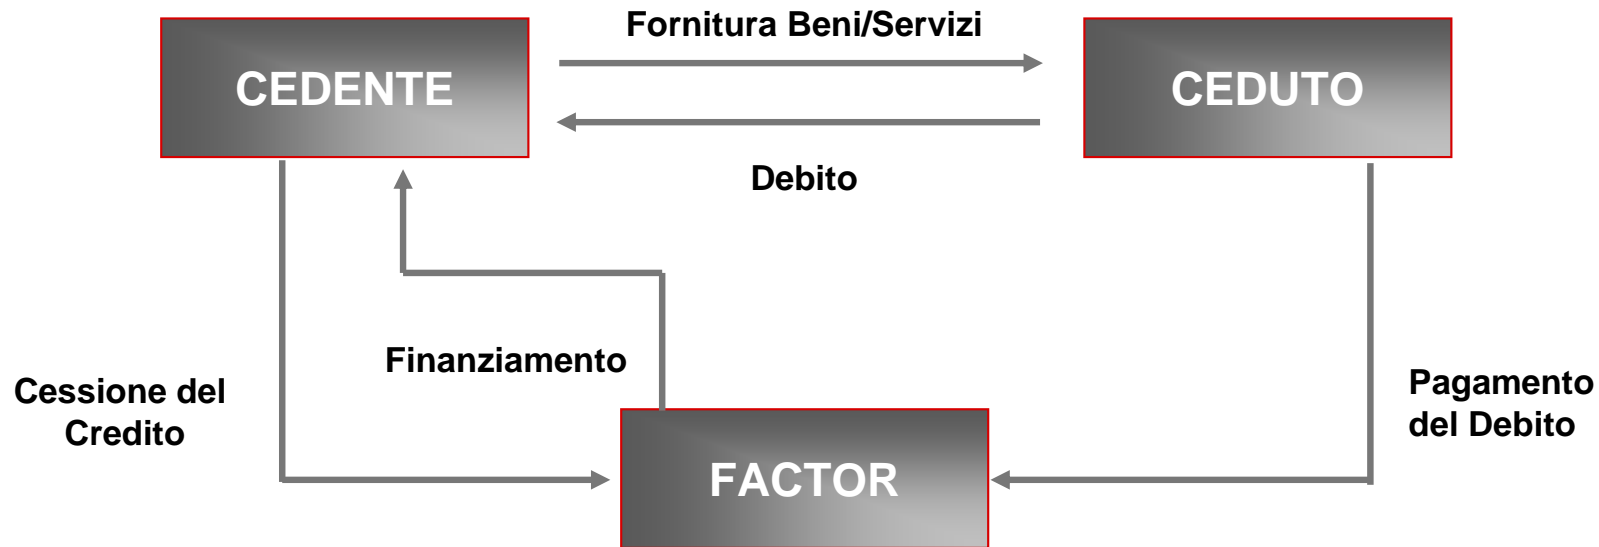 Fornitura Beni/Servizi
CEDENTE
CEDUTO
Debito
Finanziamento
Cessione del
Credito
Pagamento
del Debito
FACTOR